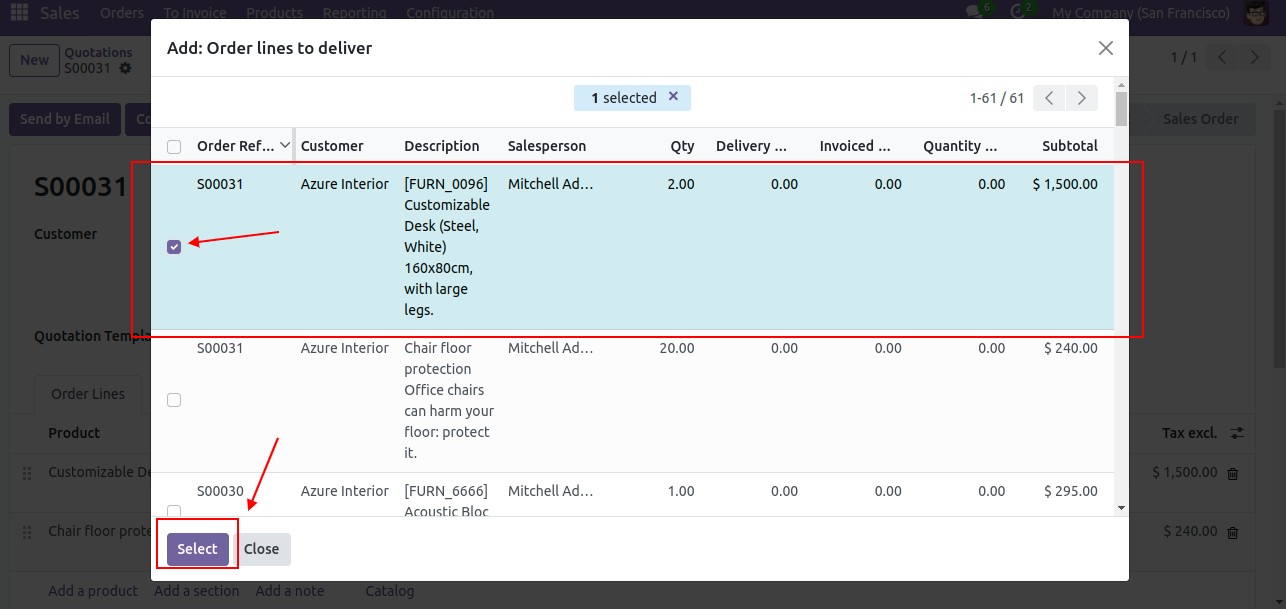 Sales Orders To Invoice Products Reporting Configuration 6 2 My Company (San Francisco)
New Quotations
S00031
1 / 1
Send by Email Co
Sales Order
S00031
Customer
Quotation Templa
Order Lines
Product
Tax excl.
Customizable De
$ 1,500.00
Chair floor prote
$ 240.00
Add a product Add a section Add a note Catalog
Add: Order lines to deliver
1 selected
1-61 / 61
Order Ref... Customer Description Salesperson Qty Delivery ... Invoiced ... Quantity ... Subtotal
S00031 Azure Interior [FURN_0096] Mitchell Ad... 2.00 0.00 0.00 0.00 $ 1,500.00
Customizable
Desk (Steel,
White)
160x80cm,
with large
legs.
S00031 Azure Interior Chair floor Mitchell Ad... 20.00 0.00 0.00 0.00 $ 240.00
protection
Office chairs
can harm your
floor: protect
it.
S00030 Azure Interior [FURN_6666] Mitchell Ad... 1.00 0.00 0.00 0.00 $ 295.00
Acoustic Bloc
Select Close